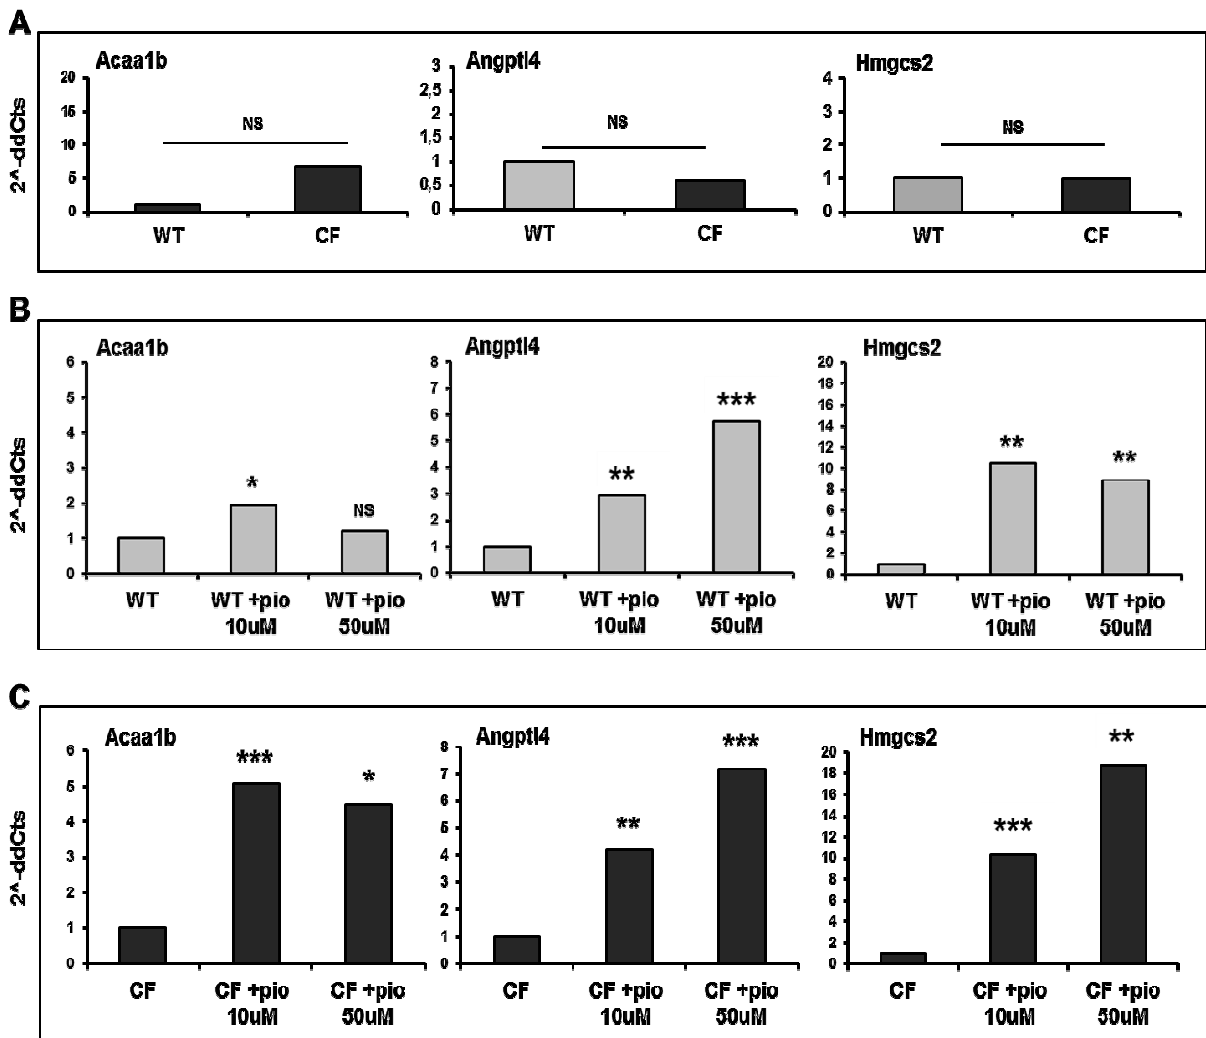 A
Acaa1b
Angptl4
Hmgcs2
2^-ddCts
20
15
10
5
0
NS
WT
CF
3
2,5
2
1,5
1
0,5
0
NS
WT
CF
4
3
2
1
0
NS
WT
CF
B
Acaa1b
Angptl4
Hmgcs2
2^-ddCts
6
5
4
3
2
1
0
*
NS
WT
WT +pio
10uM
WT +pio
50uM
8
7
6
5
4
3
2
1
0
**
***
WT
WT +pio
10uM
WT +pio
50uM
20
18
16
14
12
10
8
6
4
2
0
**
**
WT
WT +pio
10uM
WT +pio
50uM
C
Acaa1b
Angptl4
Hmgcs2
2^-ddCts
6
5
4
3
2
1
0
***
*
CF
CF +pio
10uM
CF +pio
50uM
8
7
6
5
4
3
2
1
0
**
***
CF
CF +pio
10uM
CF +pio
50uM
20
18
16
14
12
10
8
6
4
2
0
***
**
CF
CF +pio
10uM
CF +pio
50uM